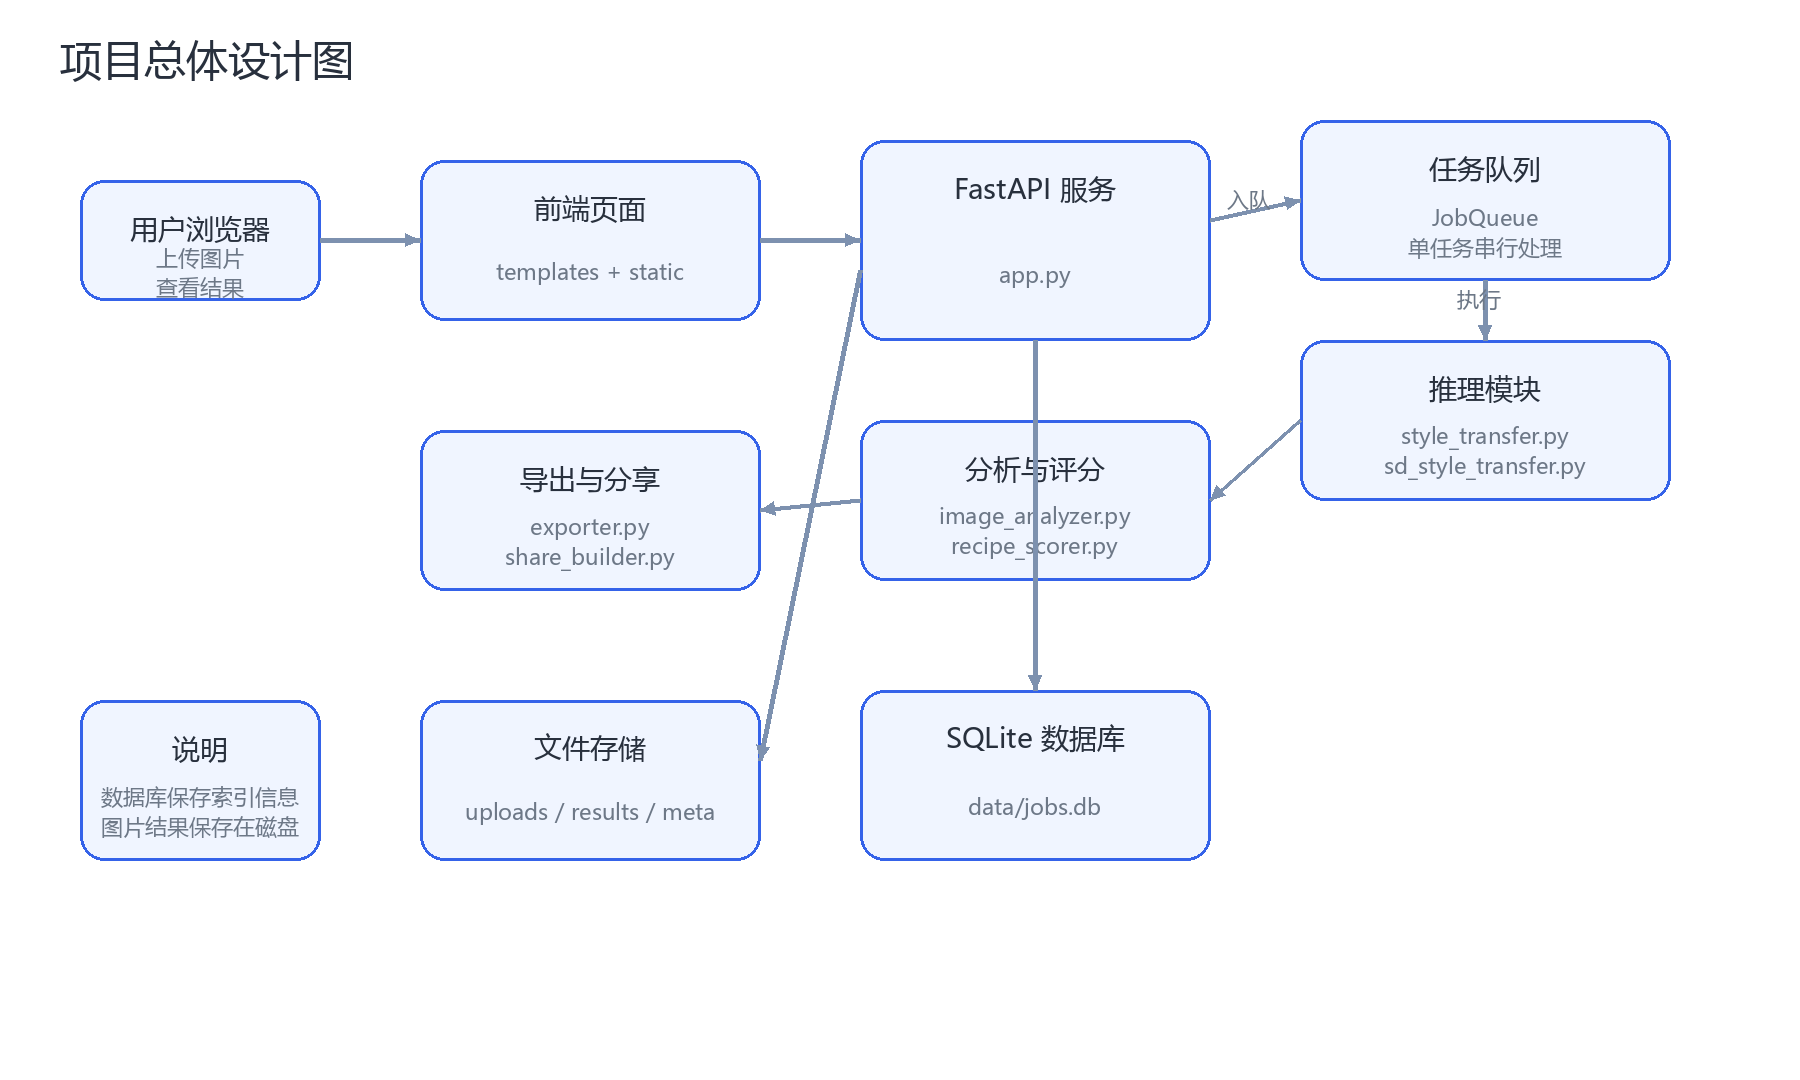 项目总体设计图
用户浏览器
上传图片
查看结果
前端页面
templates + static
FastAPI 服务
app.py
入队
任务队列
JobQueue
单任务串行处理
执行
推理模块
style_transfer.py
sd_style_transfer.py
导出与分享
exporter.py
share_builder.py
分析与评分
image_analyzer.py
recipe_scorer.py
说明
数据库保存索引信息
图片结果保存在磁盘
文件存储
uploads / results / meta
SQLite 数据库
data/jobs.db